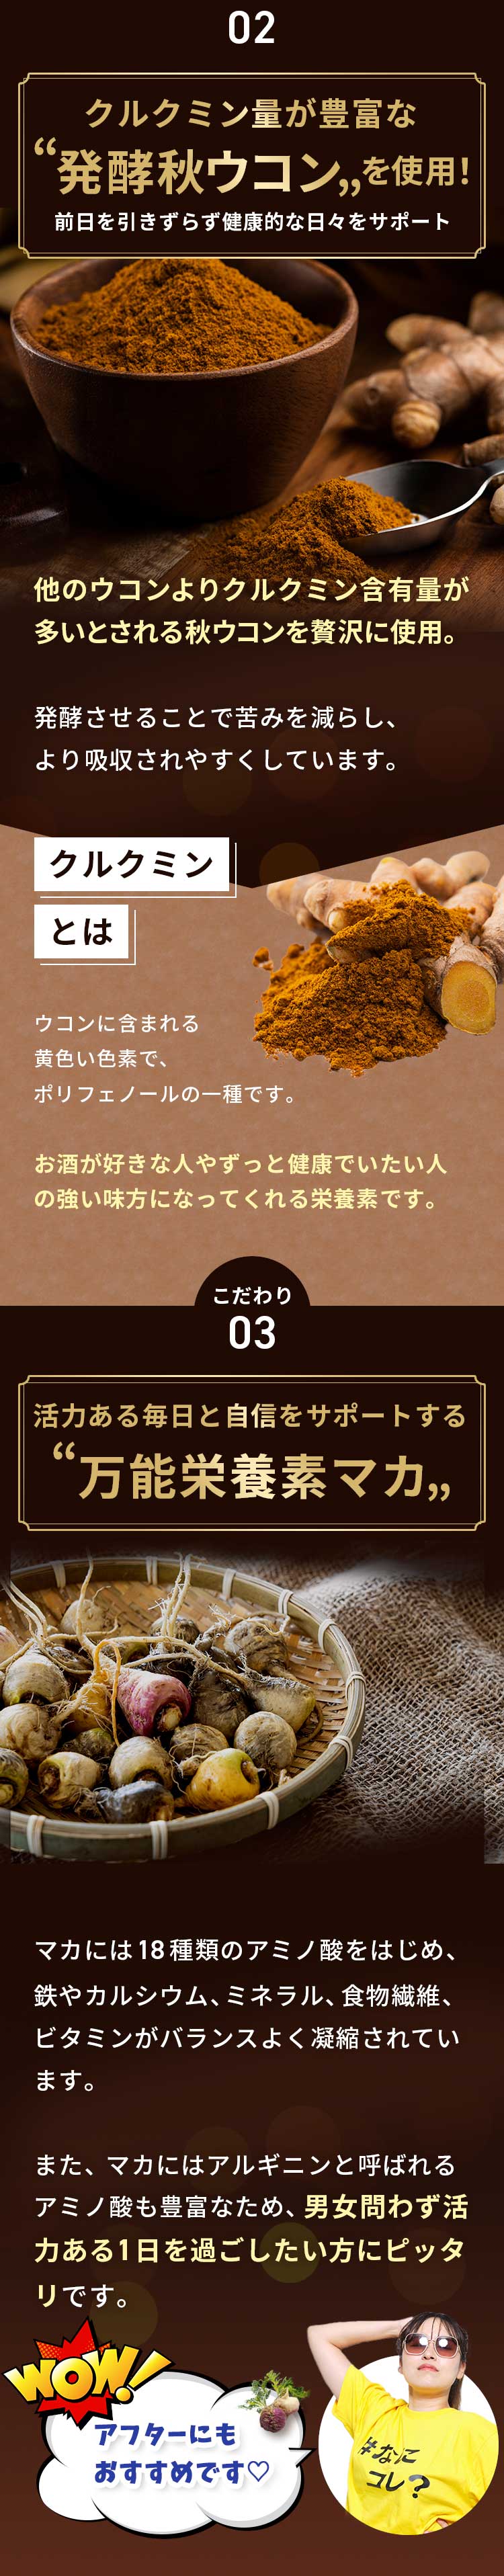 02
クルクミン量が豊富な
“発酵秋ウコン„を使用!
前日を引きずらず健康的な日々をサポート
他のウコンよりクルクミン含有量が
多いとされる秋ウコンを贅沢に使用。
発酵させることで苦みを減らし、
より吸収されやすくしています。
クルクミン
とは
ウコンに含まれる
黄色い色素で、
ポリフェノールの一種です。
お酒が好きな人やずっと健康でいたい人
の強い味方になってくれる栄養素です。
こだわり
03
活力ある毎日と自信をサポートする
“万能栄養素マカ„
マカには18種類のアミノ酸をはじめ、
鉄やカルシウム、ミネラル、食物繊維、
ビタミンがバランスよく凝縮されてい
ます。
また、マカにはアルギニンと呼ばれる
アミノ酸も豊富なため、男女問わず活
力ある1日を過ごしたい方にピッタ
リです。
WOW!
アフターにも
おすすめです♡
#なにコレ?